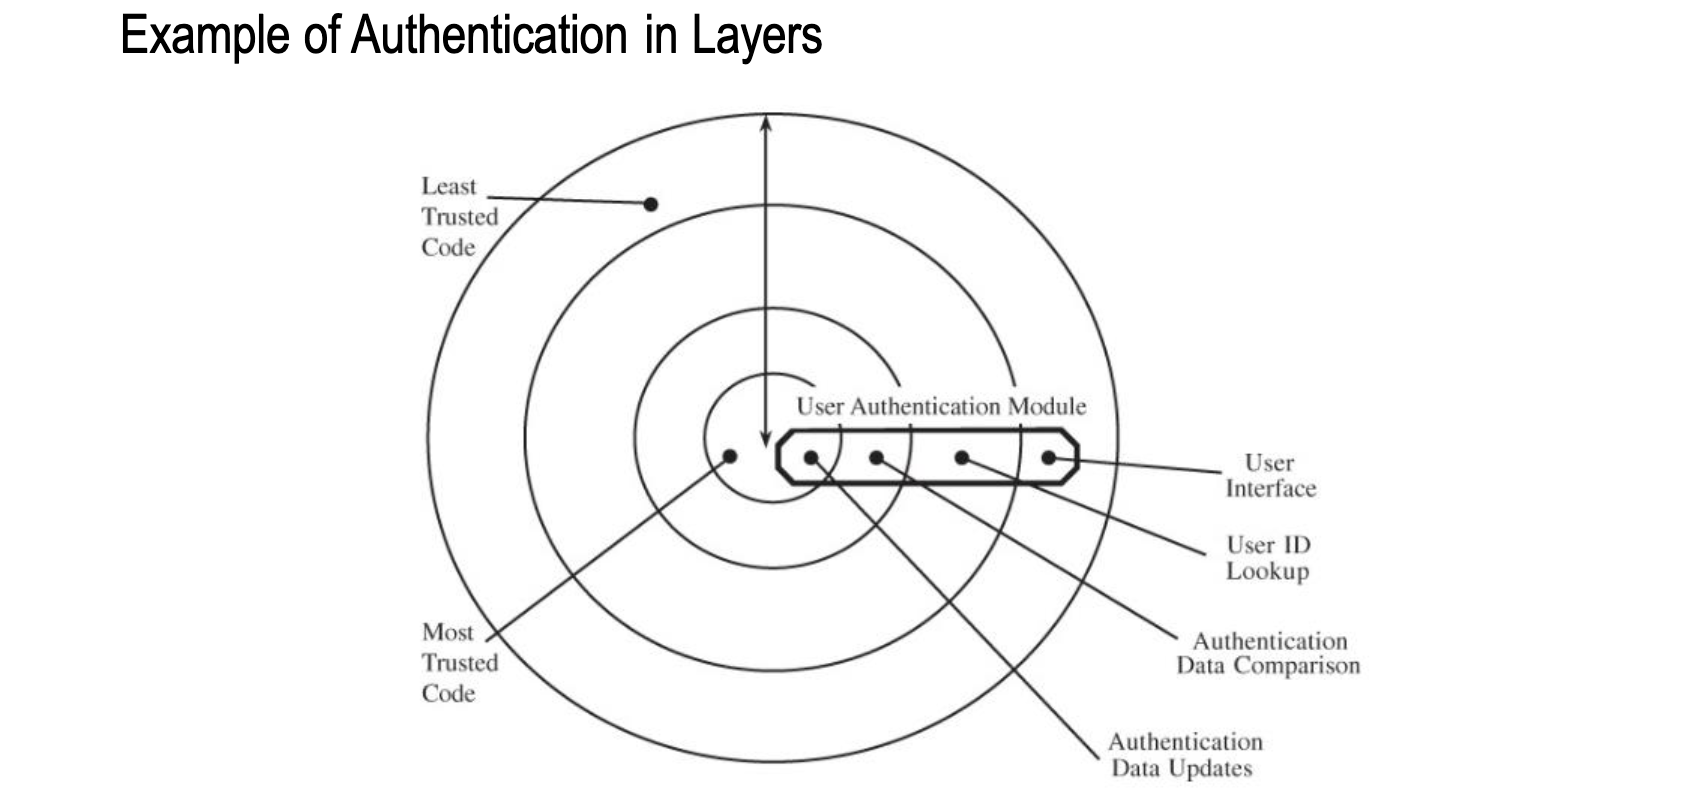 Example of Authentication in Layers
Least
Trusted
Code
User Authentication Module
User
Interface
User ID
Lookup
Most
Trusted
Code
Authentication
Data Comparison
Authentication
Data Updates